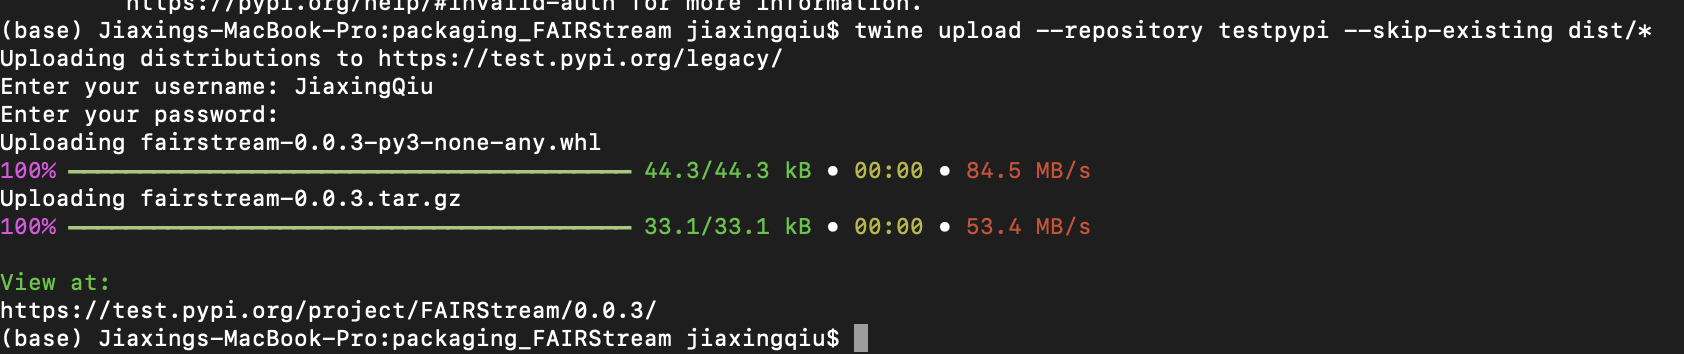 https://pypi.org/help/#invalid-auth for more information.
(base) Jiaxings-MacBook-Pro:packaging_FAIRStream jiaxingqiu$ twine upload --repository testpypi --skip-existing dist/*
Uploading distributions to https://test.pypi.org/legacy/
Enter your username: JiaxingQiu
Enter your password:
Uploading fairstream-0.0.3-py3-none-any.whl
100% 44.3/44.3 kB • 00:00 • 84.5 MB/s
Uploading fairstream-0.0.3.tar.gz
100% 33.1/33.1 kB • 00:00 • 53.4 MB/s
View at:
https://test.pypi.org/project/FAIRStream/0.0.3/
(base) Jiaxings-MacBook-Pro:packaging_FAIRStream jiaxingqiu$